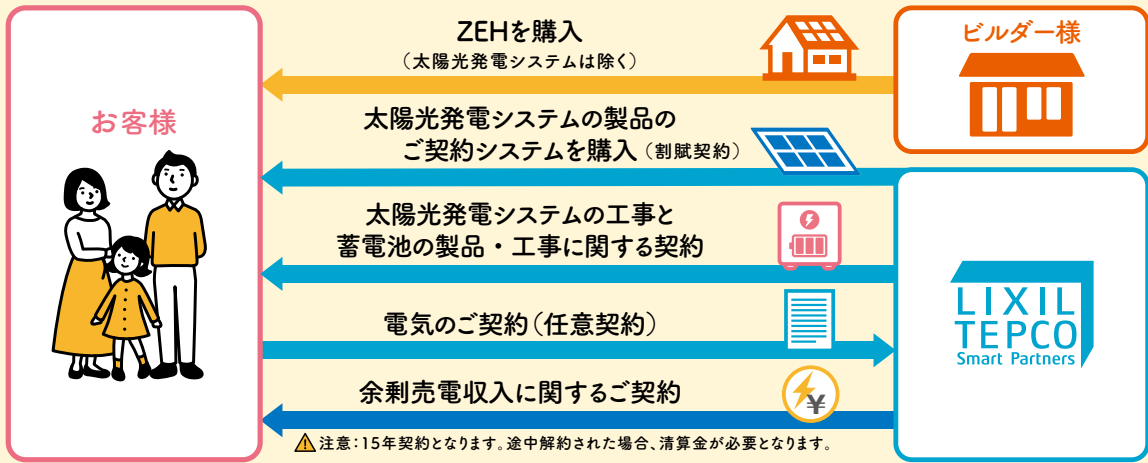 ZEHを購入
（太陽光発電システムは除く）
ビルダー様
お客様
太陽光発電システムの製品の
ご契約システムを購入（割賦契約）
太陽光発電システムの工事と
蓄電池の製品・工事に関する契約
LIXIL
TEPCO
Smart Partners
電気のご契約（任意契約）
余剰売電収入に関するご契約
¥
注意：15年契約となります。途中解約された場合、清算金が必要となります。